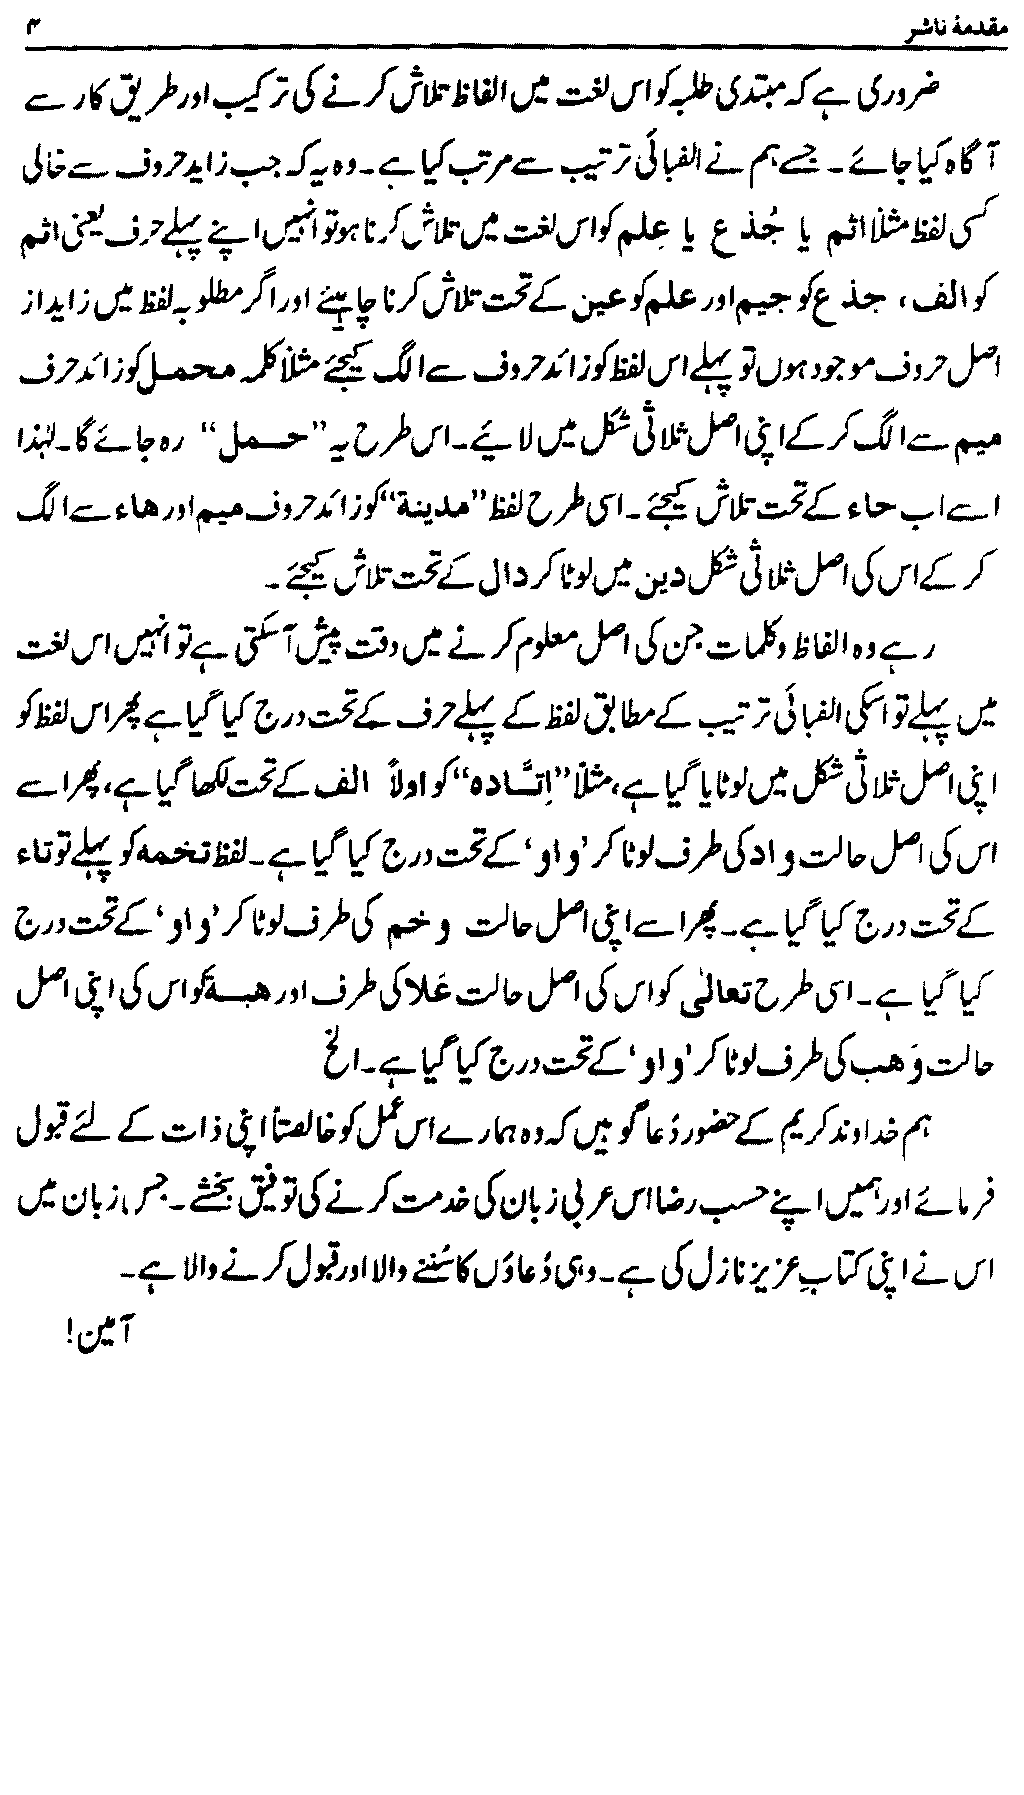 مقدمۂ ناشر
۳
ضروری ہے کہ مبتدی طلبہ کو اس لغت میں الفاظ تلاش کرنے کی ترکیب اور طریق کار سے
آگاہ کیا جائے۔ جسے ہم نے الفبائی ترتیب سے مرتب کیا ہے۔ وہ یہ کہ جب زاید حروف سے خالی
کسی لفظ مثلاً اثم یا جُذع یا عِلم کو اس لغت میں تلاش کرنا ہو تو انہیں اپنے پہلے حرف یعنی اثم
کو الف، جذع کو جیم اور علم کو عین کے تحت تلاش کرنا چاہیئے اور اگر مطلوبہ لفظ میں زاید از
اصل حروف موجود ہوں تو پہلے اس لفظ کو زائد حروف سے الگ کیجئے مثلاً کلمہ محمل کو زائد حرف
میم سے الگ کر کے اپنی اصل ثلاثی شکل میں لائیے۔ اس طرح یہ ”حمل“ رہ جائے گا۔ لہٰذا
اسے اب حاء کے تحت تلاش کیجئے۔ اسی طرح لفظ ”مدینة“ کو زائد حروف میم اور ھاء سے الگ
کر کے اس کی اصل ثلاثی شکل دین میں لوٹا کر دال کے تحت تلاش کیجئے۔
رہے وہ الفاظ و کلمات جن کی اصل معلوم کرنے میں دقت پیش آ سکتی ہے تو انہیں اس لغت
میں پہلے تو اسکی الفبائی ترتیب کے مطابق لفظ کے پہلے حرف کے تحت درج کیا گیا ہے پھر اس لفظ کو
اپنی اصل ثلاثی شکل میں لوٹایا گیا ہے، مثلاً ”اِتَّاده“ کو اولاً الف کے تحت لکھا گیا ہے، پھر اسے
اس کی اصل حالت واد کی طرف لوٹا کر ’واو‘ کے تحت درج کیا گیا ہے۔ لفظ تخمه کو پہلے تو تاء
کے تحت درج کیا گیا ہے۔ پھر اسے اپنی اصل حالت وخم کی طرف لوٹا کر ’واو‘ کے تحت درج
کیا گیا ہے۔ اسی طرح تعالیٰ کو اس کی اصل حالت عَلا کی طرف اور هبة کو اس کی اپنی اصل
حالت وَهب کی طرف لوٹا کر ’واو‘ کے تحت درج کیا گیا ہے۔ الخ
ہم خداوند کریم کے حضور دُعا گو ہیں کہ وہ ہمارے اس عمل کو خالصتاً اپنی ذات کے لئے قبول
فرمائے اور ہمیں اپنے حسب رضا اس عربی زبان کی خدمت کرنے کی توفیق بخشے۔ جس زبان میں
اس نے اپنی کتابِ عزیز نازل کی ہے۔ وہی دُعاؤں کا سُننے والا اور قبول کرنے والا ہے۔
آمین!